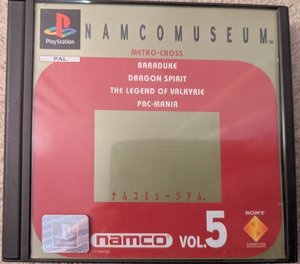 NAMCOMUSEUM™
PlayStation
PAL
METRO-CROSS
BARADUKE
DRAGON SPIRIT
THE LEGEND OF VALKYRIE
PAC-MANIA
ナムコミュージアム
namco VOL.5
SONY